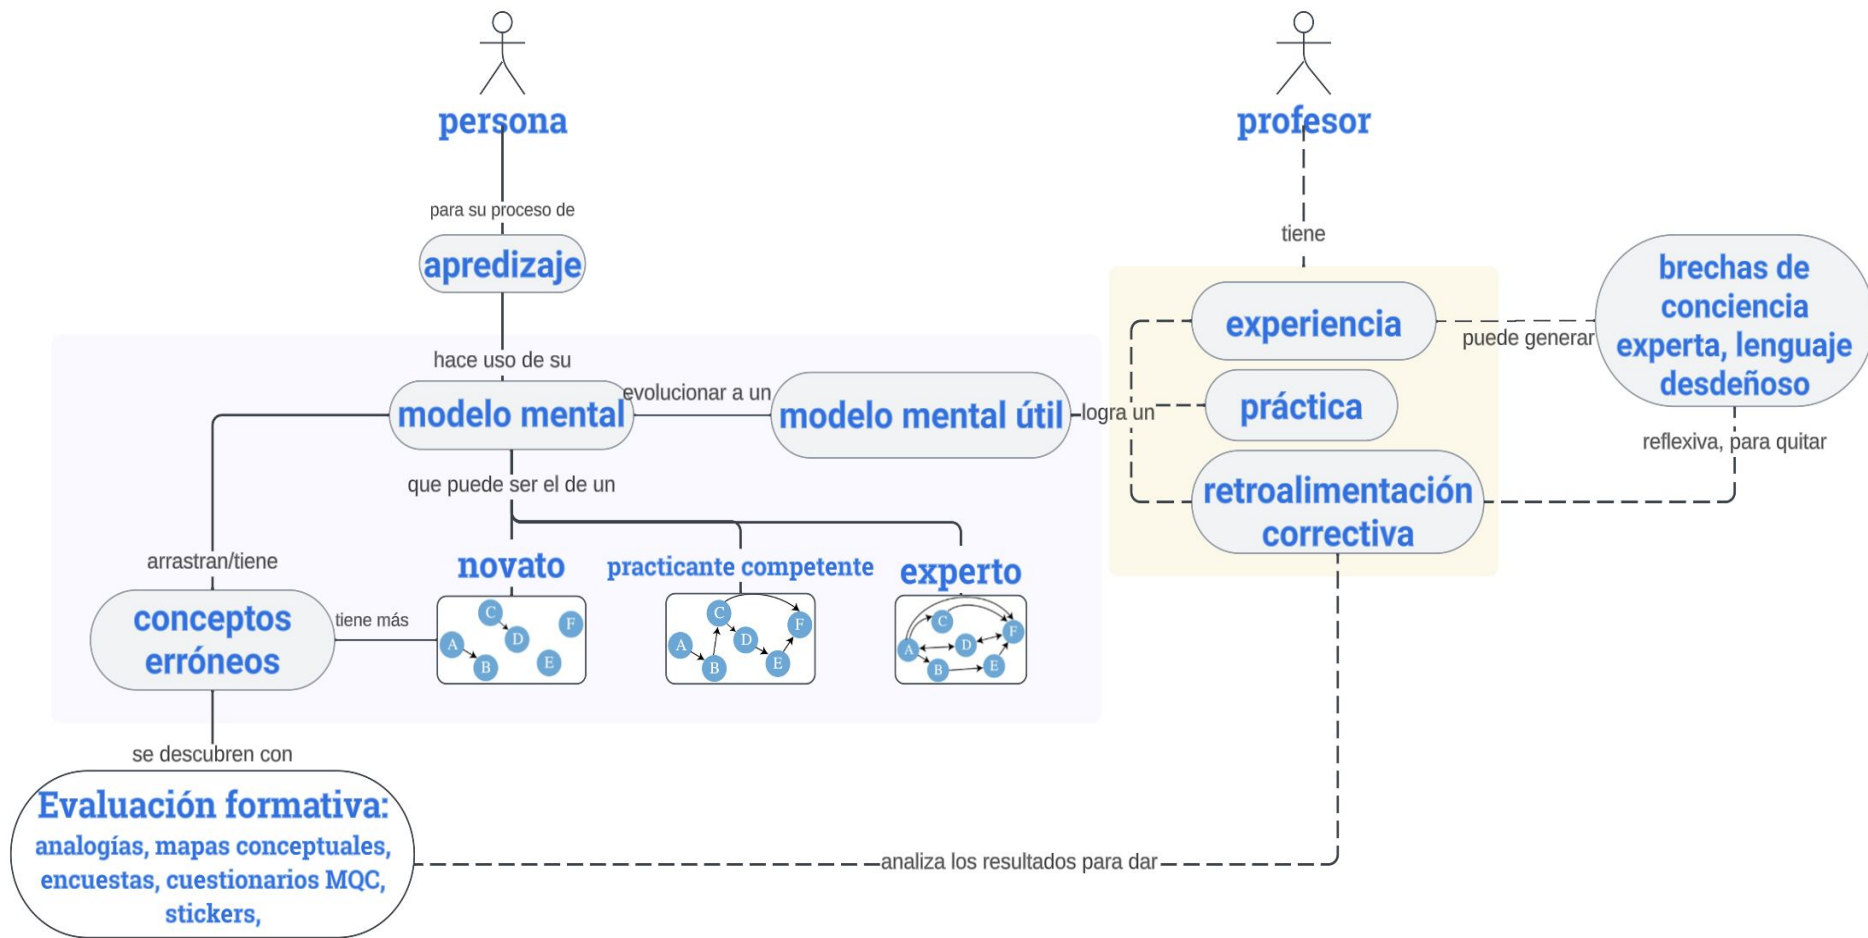 persona
profesor
para su proceso de
apredizaje
tiene
experiencia
puede generar
brechas de
conciencia
experta, lenguaje
desdeñoso
hace uso de su
modelo mental
evolucionar a un
modelo mental útil
logra un
práctica
reflexiva, para quitar
retroalimentación
correctiva
que puede ser el de un
arrastran/tiene
novato
practicante competente
experto
conceptos
erróneos
tiene más
C
D
F
A
B
E
C
F
A
D
B
E
C
F
A
D
B
E
se descubren con
Evaluación formativa:
analogías, mapas conceptuales,
encuestas, cuestionarios MQC,
stickers,
analiza los resultados para dar